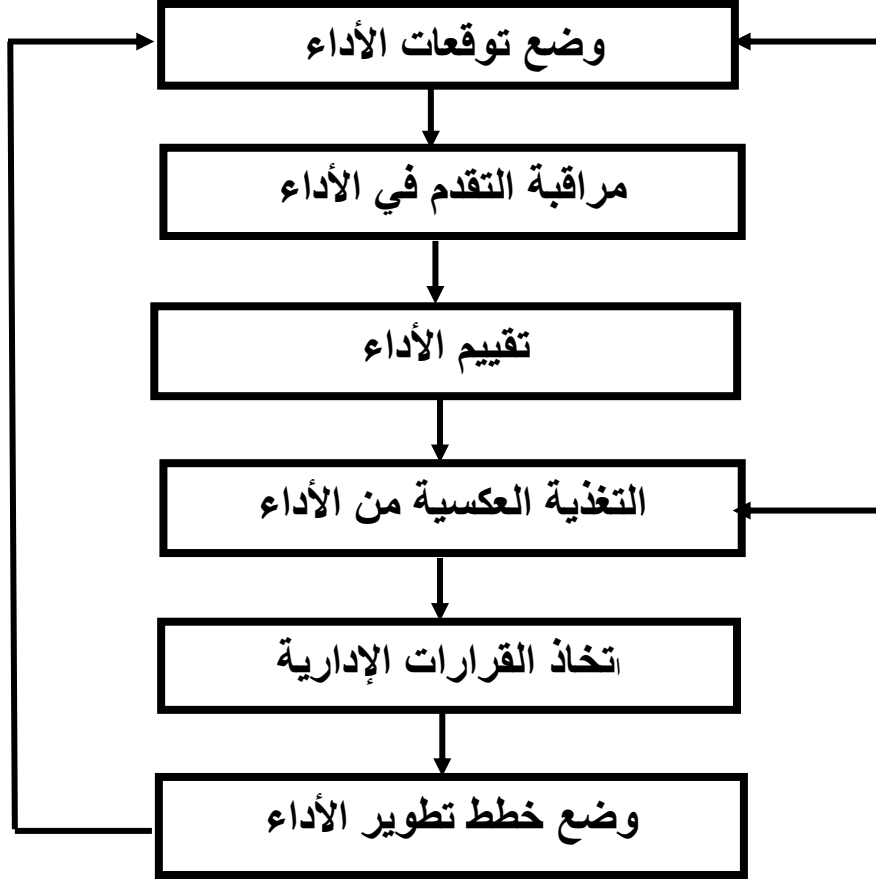 وضع توقعات الأداء
مراقبة التقدم في الأداء
تقييم الأداء
التغذية العكسية من الأداء
اتخاذ القرارات الإدارية
وضع خطط تطوير الأداء